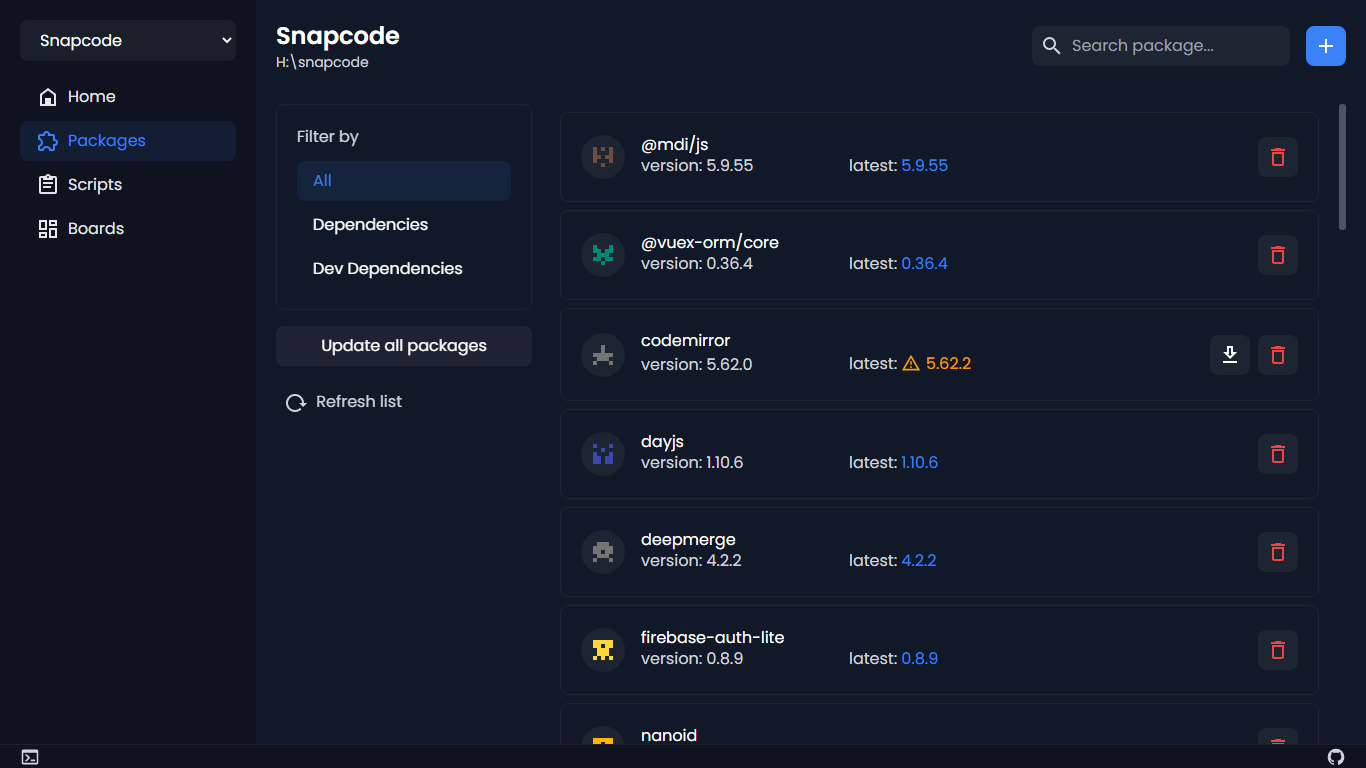 Snapcode
Home
Packages
Scripts
Boards
Snapcode
H:\snapcode
Search package...
Filter by
All
Dependencies
Dev Dependencies
Update all packages
Refresh list
@mdi/js
version: 5.9.55
latest: 5.9.55
@vuex-orm/core
version: 0.36.4
latest: 0.36.4
codemirror
version: 5.62.0
latest: 5.62.2
dayjs
version: 1.10.6
latest: 1.10.6
deepmerge
version: 4.2.2
latest: 4.2.2
firebase-auth-lite
version: 0.8.9
latest: 0.8.9
nanoid